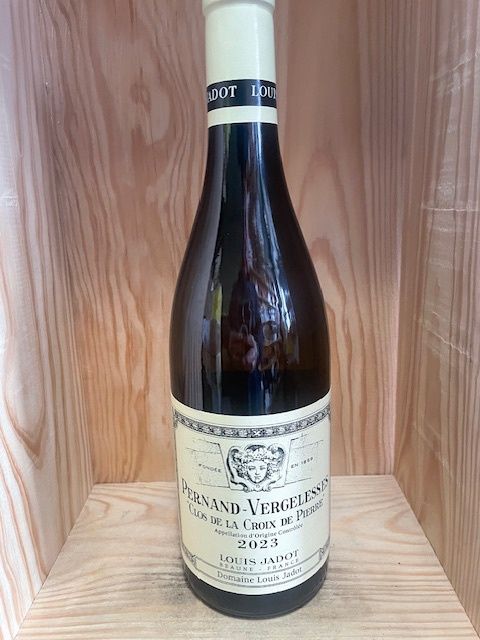 JADOT LOUIS
FONDÉE EN 1859
PERNAND-VERGELESSES
CLOS DE LA CROIX DE PIERRE
Appellation d'Origine Contrôlée
2023
LOUIS JADOT
BEAUNE - FRANCE
Domaine Louis Jadot